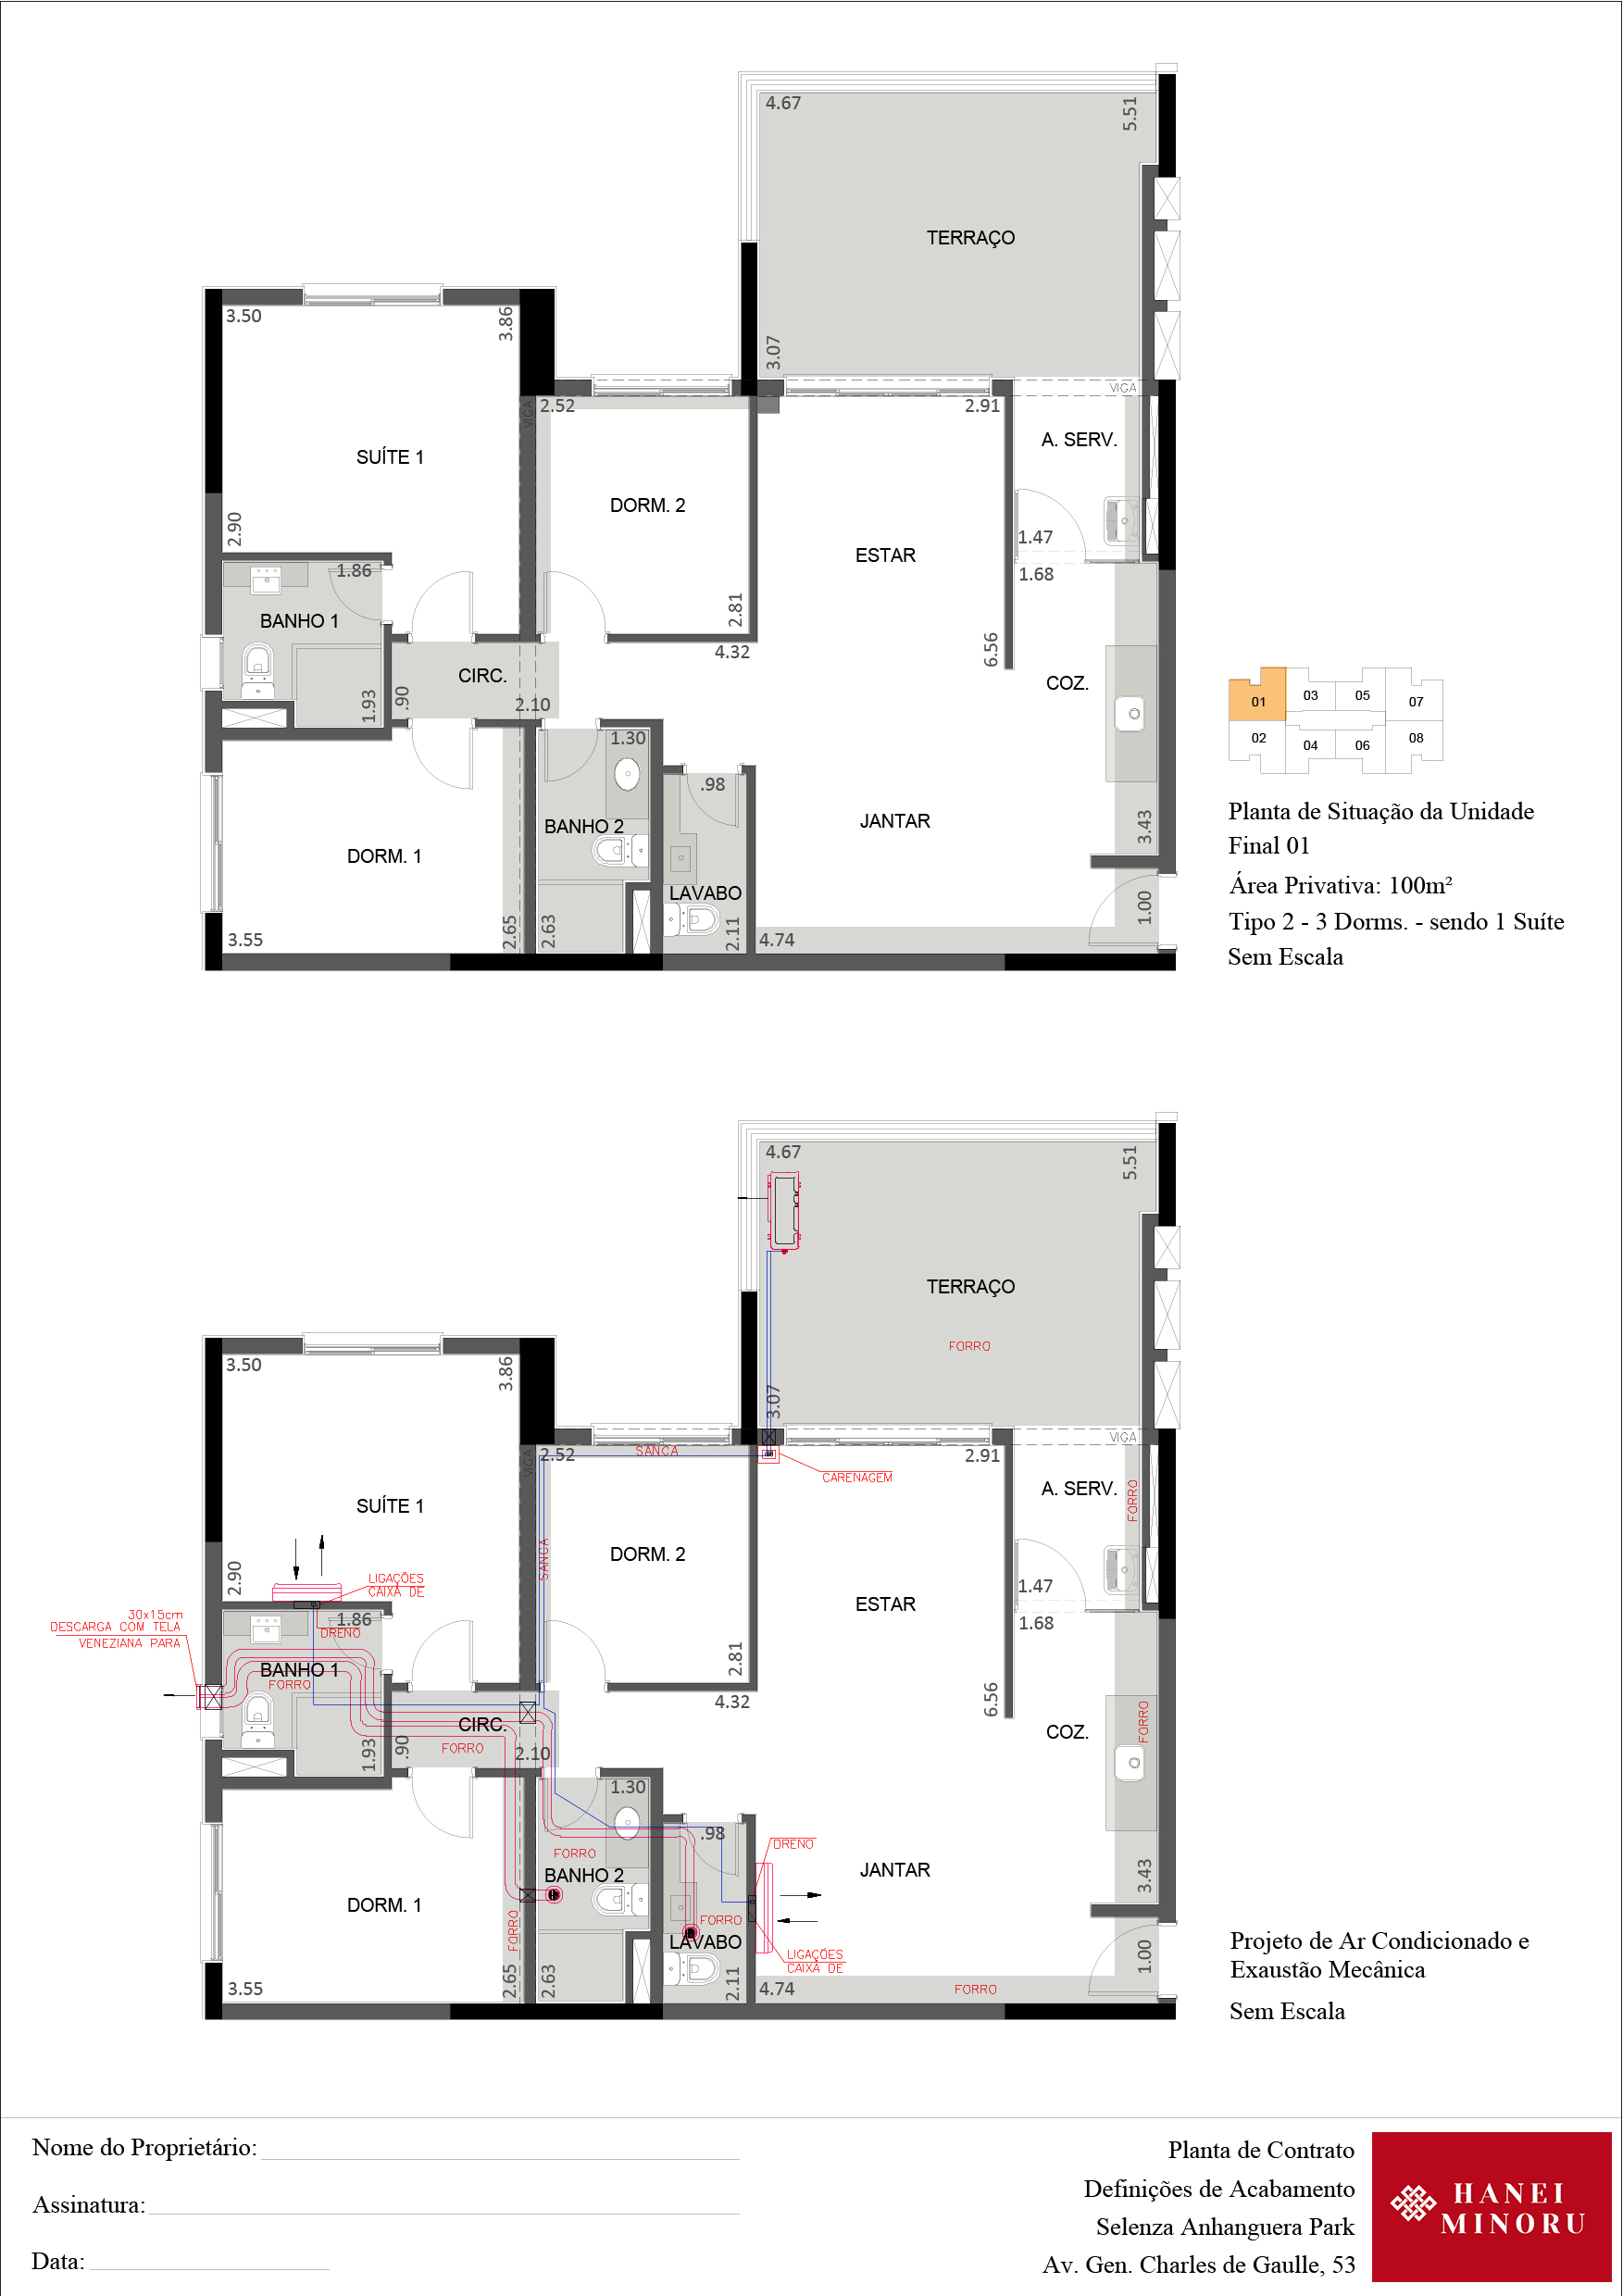 4.67
5.51
TERRAÇO
3.07
3.50
3.86
VIGA
2.52
VIGA
2.91
A. SERV.
SUÍTE 1
DORM. 2
2.90
ESTAR
1.47
1.86
1.68
BANHO 1
2.81
4.32
6.56
CIRC.
COZ.
.90
1.93
2.10
1.30
.98
BANHO 2
JANTAR
3.43
DORM. 1
LAVABO
1.00
3.55
2.65
2.63
2.11
4.74
01
03
05
07
02
04
06
08
Planta de Situação da Unidade
Final 01
Área Privativa: 100m²
Tipo 2 - 3 Dorms. - sendo 1 Suíte
Sem Escala
4.67
5.51
TERRAÇO
FORRO
3.07
3.50
3.86
VIGA
SANCA
2.52
VIGA
2.91
CARENAGEM
A. SERV.
FORRO
SUÍTE 1
SANCA
DORM. 2
2.90
LIGAÇÕES
CAIXA DE
ESTAR
1.47
30x15cm
DESCARGA COM TELA
VENEZIANA PARA
1.86
DRENO
1.68
BANHO 1
FORRO
2.81
4.32
6.56
CIRC.
COZ.
FORRO
FORRO
.90
1.93
2.10
1.30
.98
DRENO
FORRO
BANHO 2
JANTAR
3.43
DORM. 1
FORRO
FORRO
LAVABO
LIGAÇÕES
CAIXA DE
1.00
3.55
2.65
2.63
2.11
4.74
FORRO
Projeto de Ar Condicionado e
Exaustão Mecânica
Sem Escala
Nome do Proprietário:
Assinatura:
Data:
Planta de Contrato
Definições de Acabamento
Selenza Anhanguera Park
Av. Gen. Charles de Gaulle, 53
HANEI
MINORU